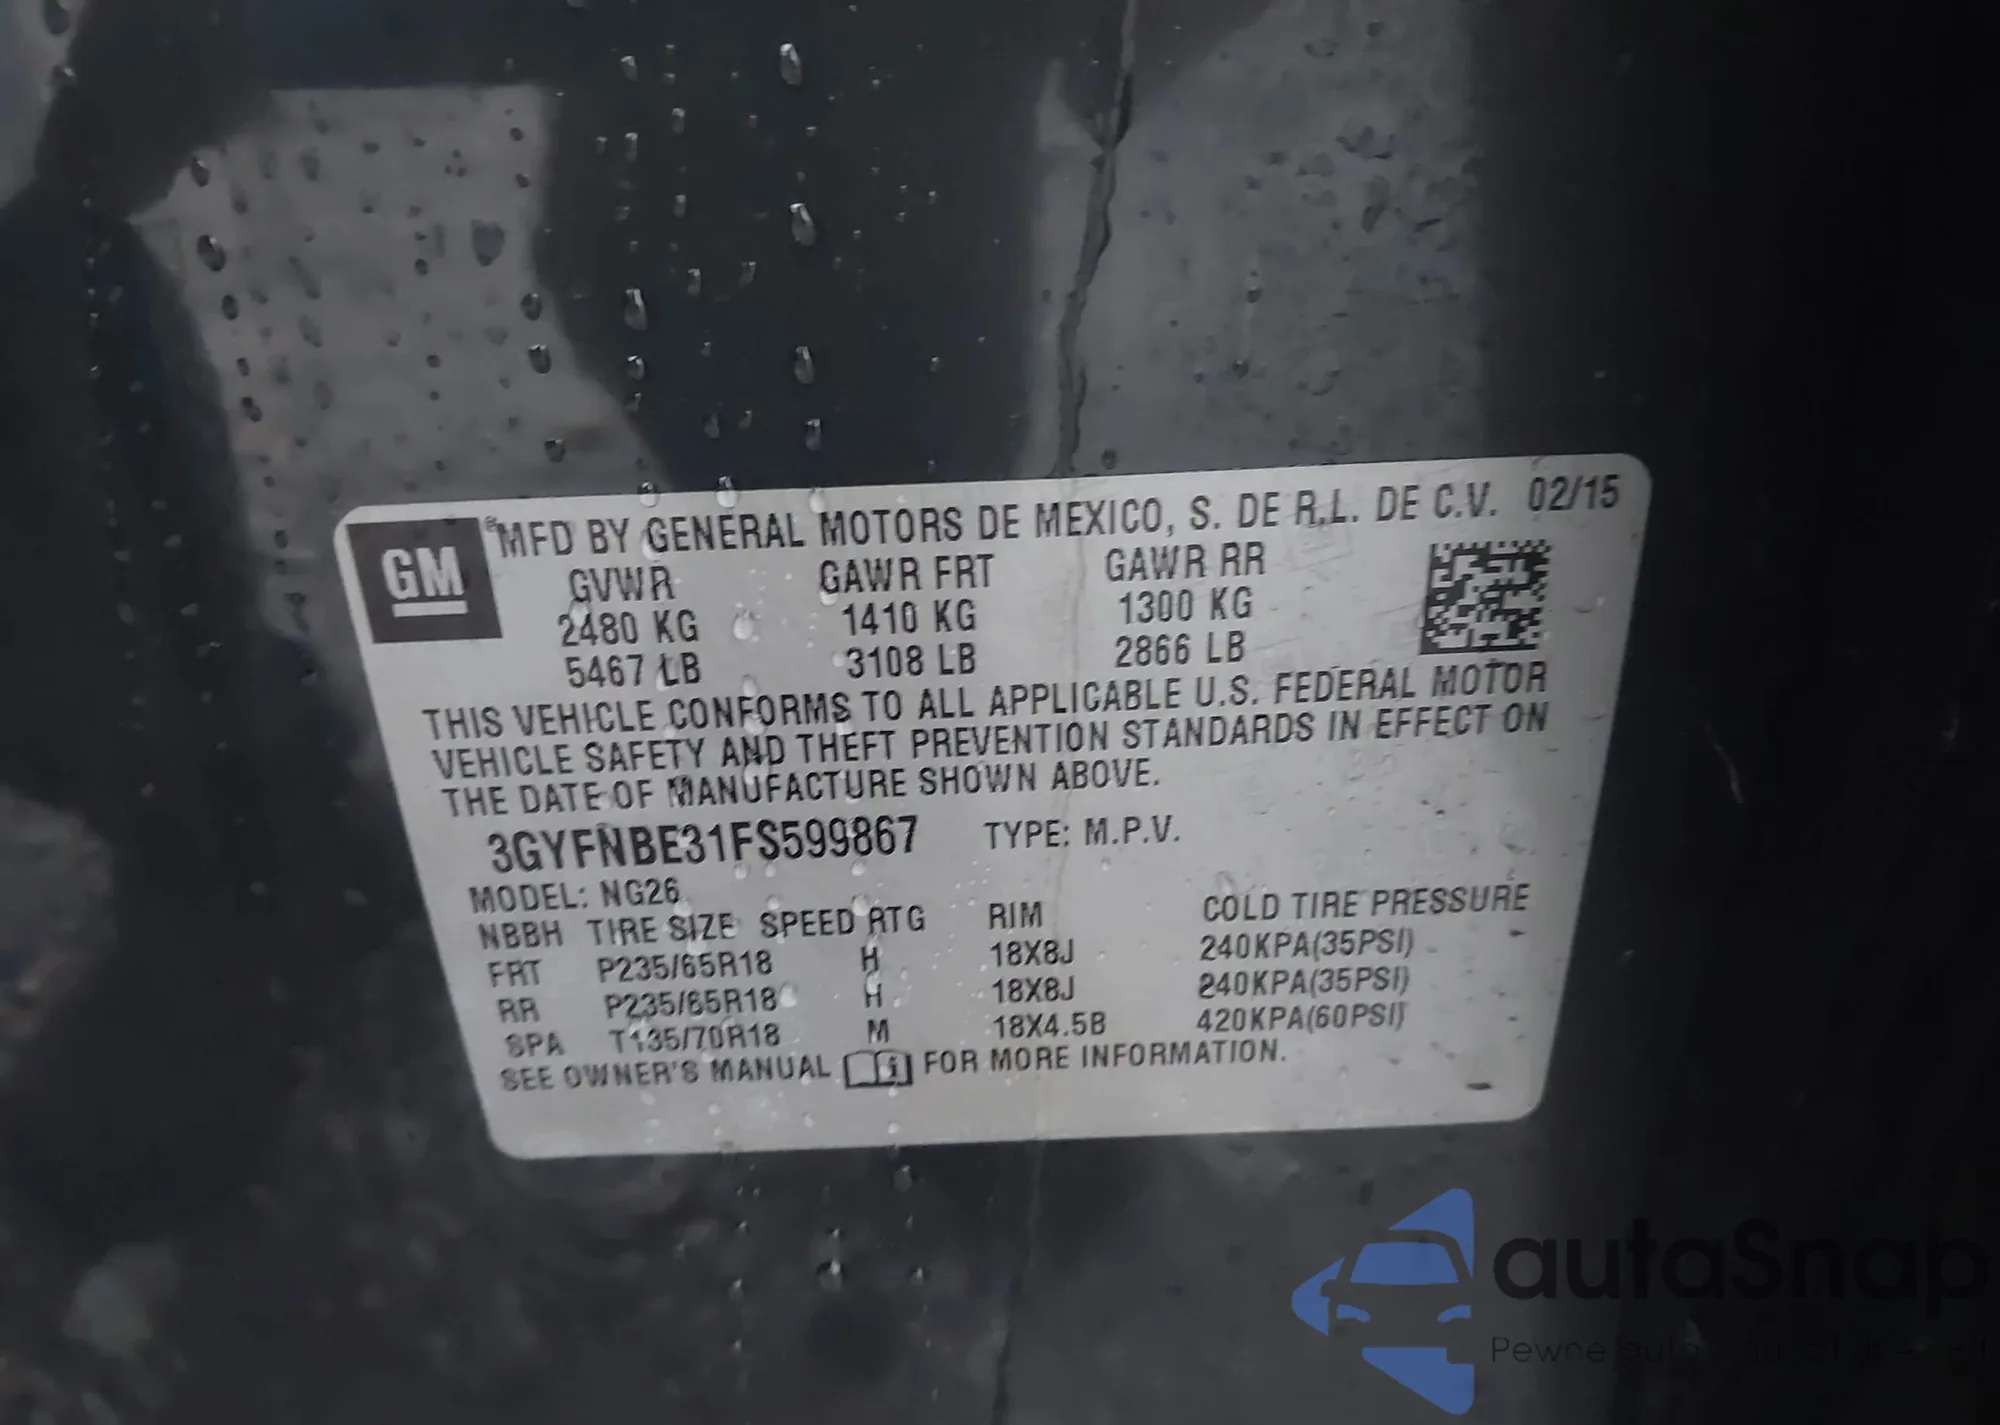 GM
® MFD BY GENERAL MOTORS DE MEXICO, S. DE R.L. DE C.V. 02/15
GVWR GAWR FRT GAWR RR
2480 KG 1410 KG 1300 KG
5467 LB 3108 LB 2866 LB
THIS VEHICLE CONFORMS TO ALL APPLICABLE U.S. FEDERAL MOTOR
VEHICLE SAFETY AND THEFT PREVENTION STANDARDS IN EFFECT ON
THE DATE OF MANUFACTURE SHOWN ABOVE.
3GYFNBE31FS599867 TYPE: M.P.V.
MODEL: NG26
NBBH TIRE SIZE SPEED RTG RIM COLD TIRE PRESSURE
FRT P235/65R18 H 18X8J 240KPA(35PSI)
RR P235/65R18 H 18X8J 240KPA(35PSI)
SPA T135/70R18 M 18X4.5B 420KPA(60PSI)
SEE OWNER'S MANUAL FOR MORE INFORMATION.
autaSnap
Pewne auta